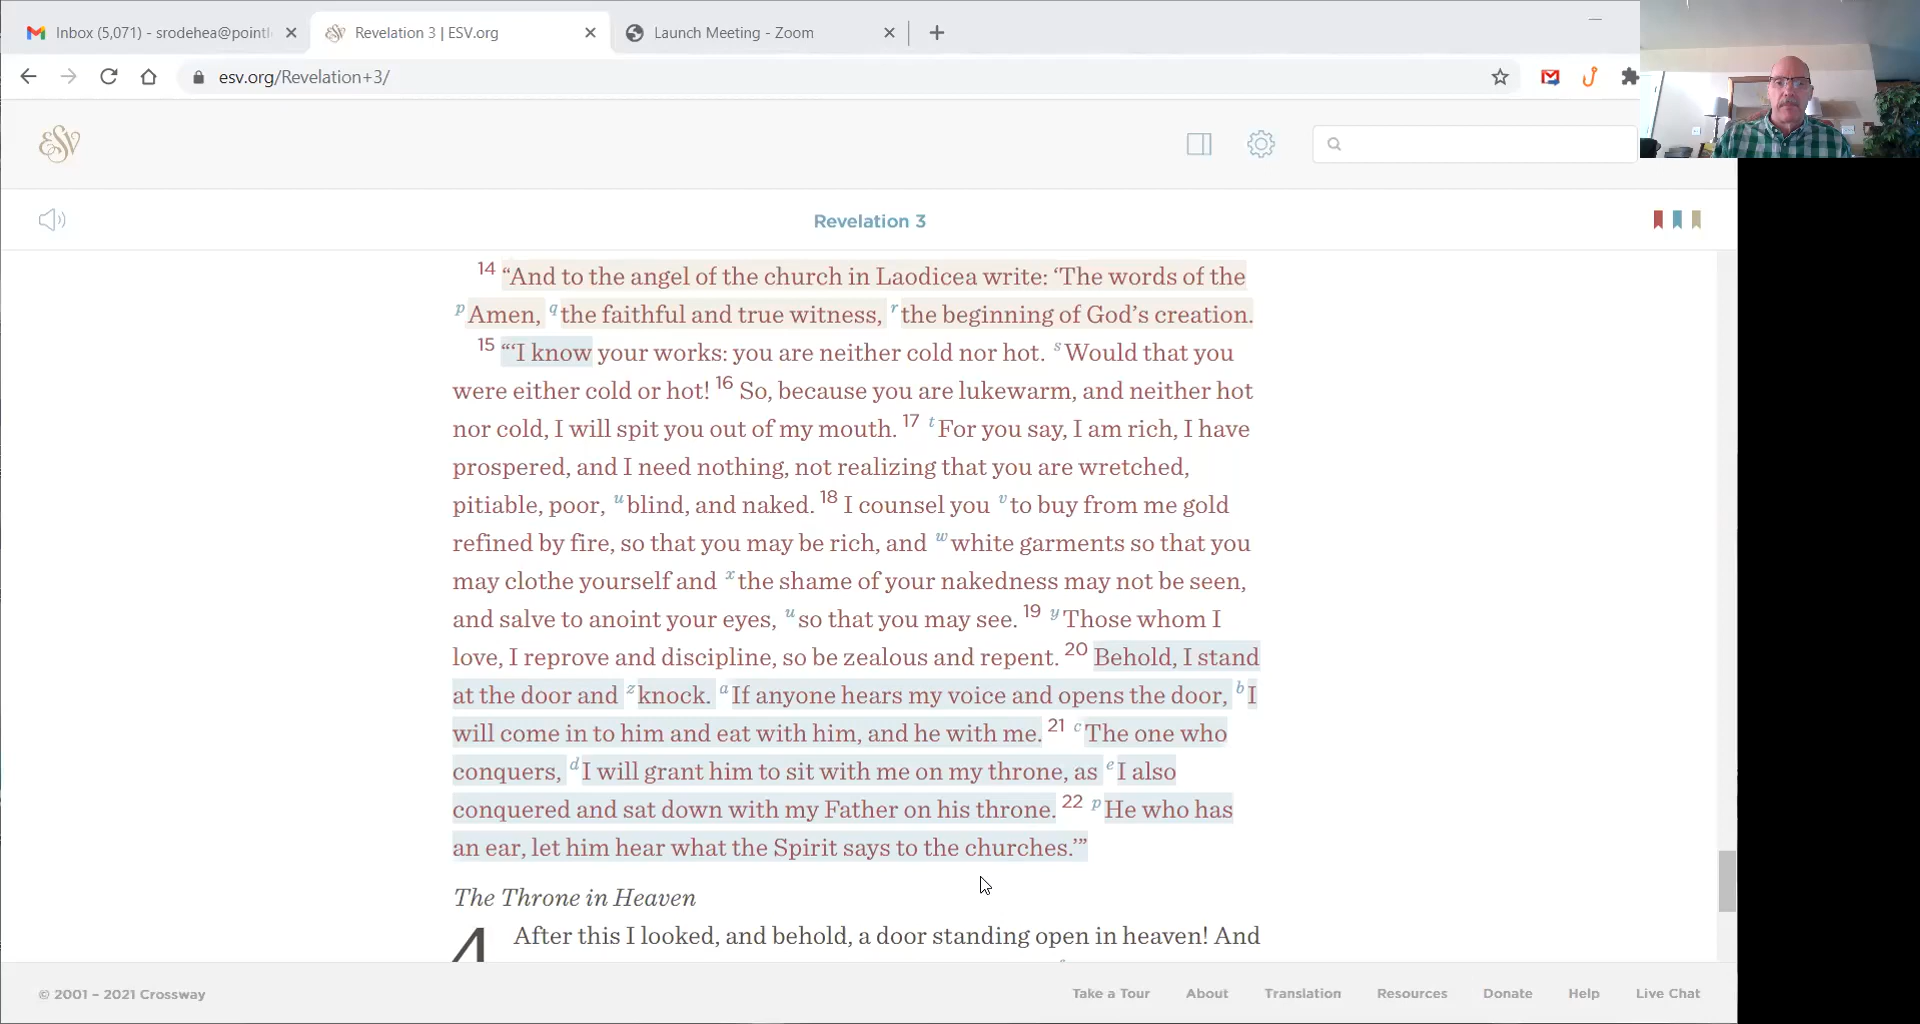 Inbox (5,071) - srodehea@pointl
Revelation 3 | ESV.org
Launch Meeting - Zoom
esv.org/Revelation+3/
ESV
Revelation 3
14 “And to the angel of the church in Laodicea write: ‘The words of the
p Amen, q the faithful and true witness, r the beginning of God’s creation.
15 “‘I know your works: you are neither cold nor hot. s Would that you
were either cold or hot! 16 So, because you are lukewarm, and neither hot
nor cold, I will spit you out of my mouth. 17 t For you say, I am rich, I have
prospered, and I need nothing, not realizing that you are wretched,
pitiable, poor, u blind, and naked. 18 I counsel you v to buy from me gold
refined by fire, so that you may be rich, and w white garments so that you
may clothe yourself and x the shame of your nakedness may not be seen,
and salve to anoint your eyes, u so that you may see. 19 y Those whom I
love, I reprove and discipline, so be zealous and repent. 20 Behold, I stand
at the door and z knock. a If anyone hears my voice and opens the door, b I
will come in to him and eat with him, and he with me. 21 c The one who
conquers, d I will grant him to sit with me on my throne, as e I also
conquered and sat down with my Father on his throne. 22 p He who has
an ear, let him hear what the Spirit says to the churches.’”
The Throne in Heaven
4 After this I looked, and behold, a door standing open in heaven! And
© 2001 – 2021 Crossway
Take a Tour
About
Translation
Resources
Donate
Help
Live Chat